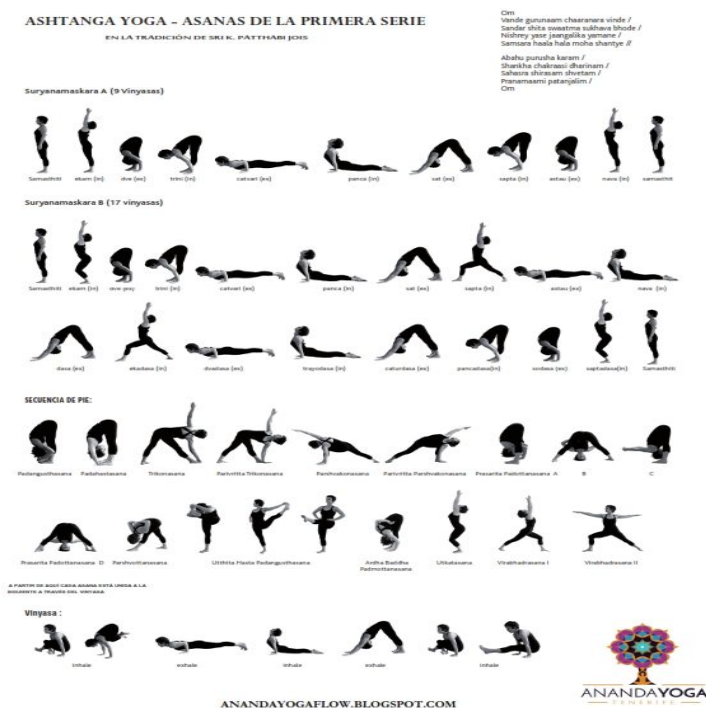 ASHTANGA YOGA - ASANAS DE LA PRIMERA SERIE
EN LA TRADICIÓN DE SRI K. PATTHABI JOIS
Om
Vande gurunaam chaaranara vinde /
Sandar shita swaatma sukhava bhode /
Nishrey yase jaangalika yamane /
Samsara haala hala moha shantye //
Abahu purusha karam /
Shankha chakraasi dharinam /
Sahasra shirasam shvetam /
Pranamaami patanjalim /
Om
Suryanamaskara A (9 Vinyasas)
Samasthiti ekam (in) dve (ex) trini (in) catvari (ex) panca (in) sat (ex) sapta (in) astau (ex) nava (in) samasthiti
Suryanamaskara B (17 vinyasas)
Samasthiti ekam (in) dve (ex) trini (in) catvari (ex) panca (in) sat (ex) sapta (in) astau (ex) nava (in)
dasa (ex) ekadasa (in) dvadasa (ex) trayodasa (in) caturdasa (ex) pancadasa(in) sodasa (ex) saptadasa(in) Samasthiti
SECUENCIA DE PIE:
Padangusthasana Padahastasana Trikonasana Parivritta Trikonasana Parshvakonasana Parivritta Parshvakonasana Prasarita Padottanasana A B C
Prasarita Padottanasana D Parshvottanasana Utthita Hasta Padangusthasana Ardha Baddha Padmottanasana Utkatasana Virabhadrasana I Virabhadrasana II
A PARTIR DE AQUÍ CADA ASANA ESTÁ UNIDA A LA
SIGUIENTE A TRAVÉS DEL VINYASA
Vinyasa :
inhale exhale inhale exhale inhale
ANANDAYOGA
TENERIFE
ANANDAYOGAFLOW.BLOGSPOT.COM